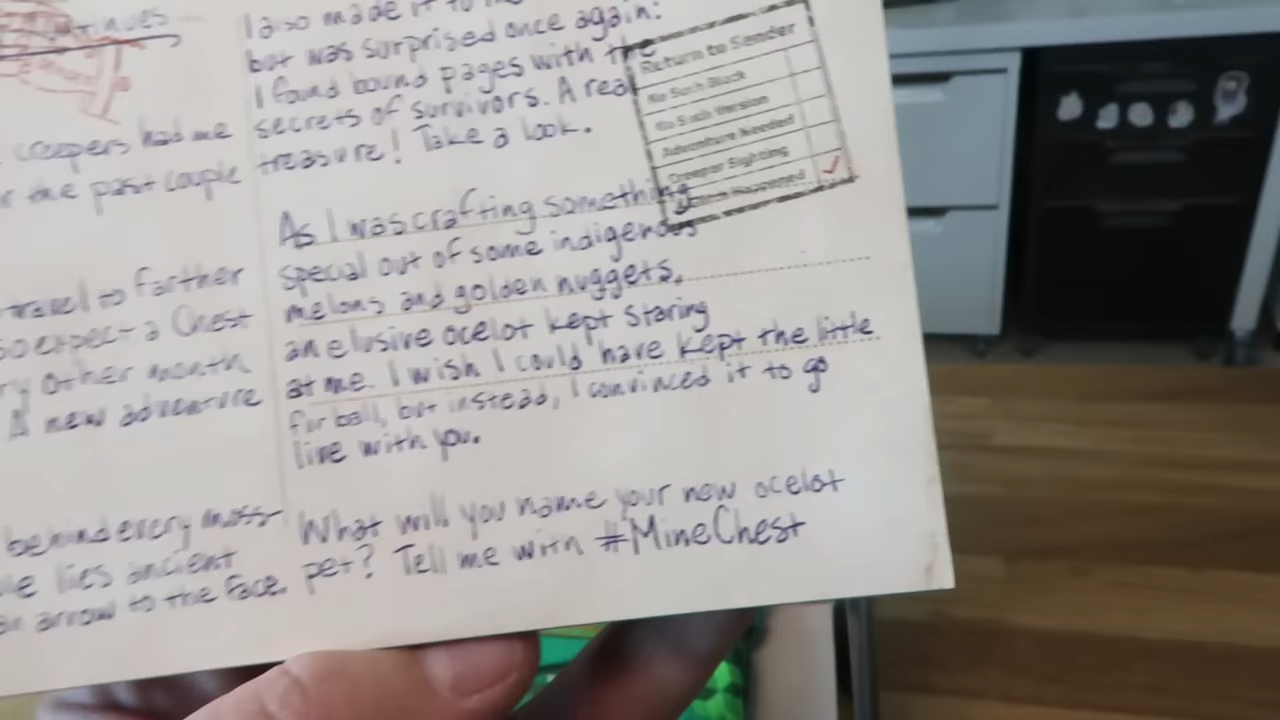 tinues
creepers had me
r the past couple
travel to farther
so expect a Chest
ry other month
A new adventure
behind every moss
lies ancient
an arrow to the face.
I also made it to
but was surprised once again:
I found bound pages with the
secrets of survivors. A real
treasure! Take a look.
As I was crafting something
special out of some indigenous
melons and golden nuggets,
an elusive ocelot kept staring
at me. I wish I could have kept the little
fur ball, but instead, I convinced it to go
live with you.
What will you name your new ocelot
pet? Tell me with #MineChest
Return to Sender
No Such Block
No Such Version
Adventure Needed
Creeper Sighting
Happened